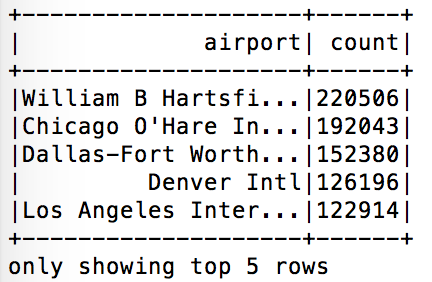 +--------------------+------+
|             airport| count|
+--------------------+------+
|William B Hartsfi...|220506|
|Chicago O'Hare In...|192043|
|Dallas-Fort Worth...|152380|
|         Denver Intl|126196|
|Los Angeles Inter...|122914|
+--------------------+------+
only showing top 5 rows